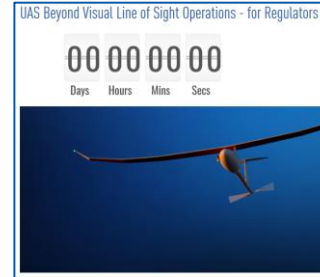 UAS Beyond Visual Line of Sight Operations - for Regulators
00 00 00 00
Days Hours Mins Secs